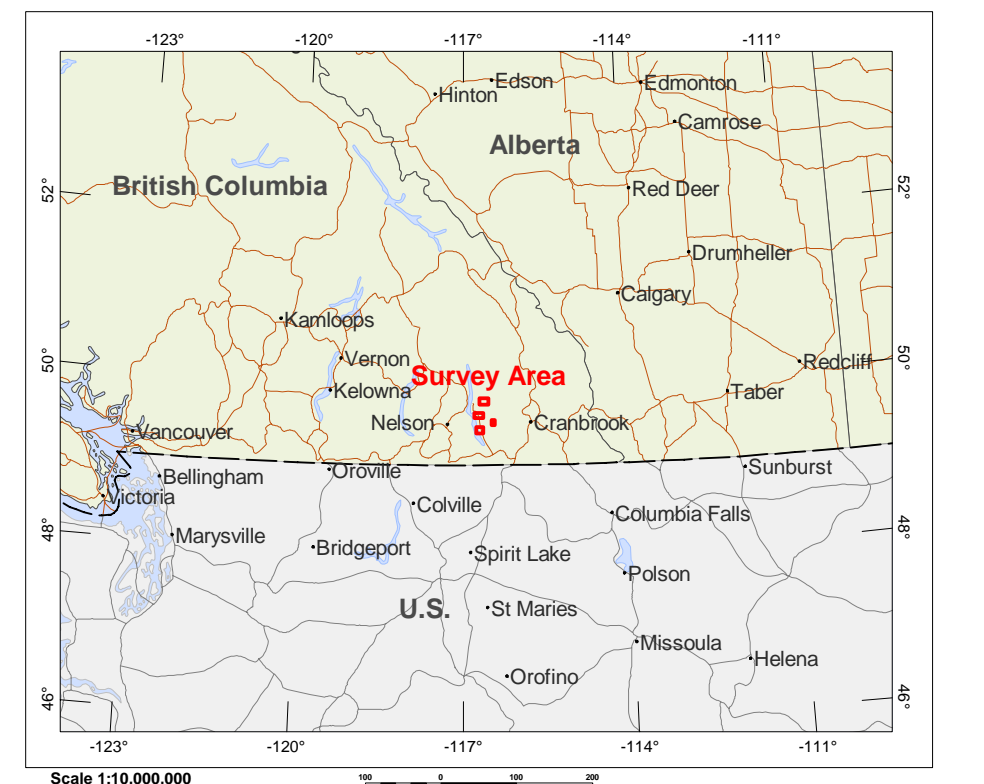 -123° -120° -117° -114° -111°
Edson
Edmonton
Hinton
Camrose
Alberta
British Columbia
52° 52°
Red Deer
Drumheller
Calgary
Kamloops
50° 50°
Vernon
Redcliff
Survey Area
Kelowna
Taber
Nelson
Cranbrook
Vancouver
Oroville
Sunburst
Bellingham
Victoria
Colville
Columbia Falls
48° 48°
Marysville
Bridgeport
Spirit Lake
Polson
U.S.
St Maries
Missoula
Helena
Orofino
46° 46°
-123° -120° -117° -114° -111°
Scale 1:10,000,000
100 0 100 200